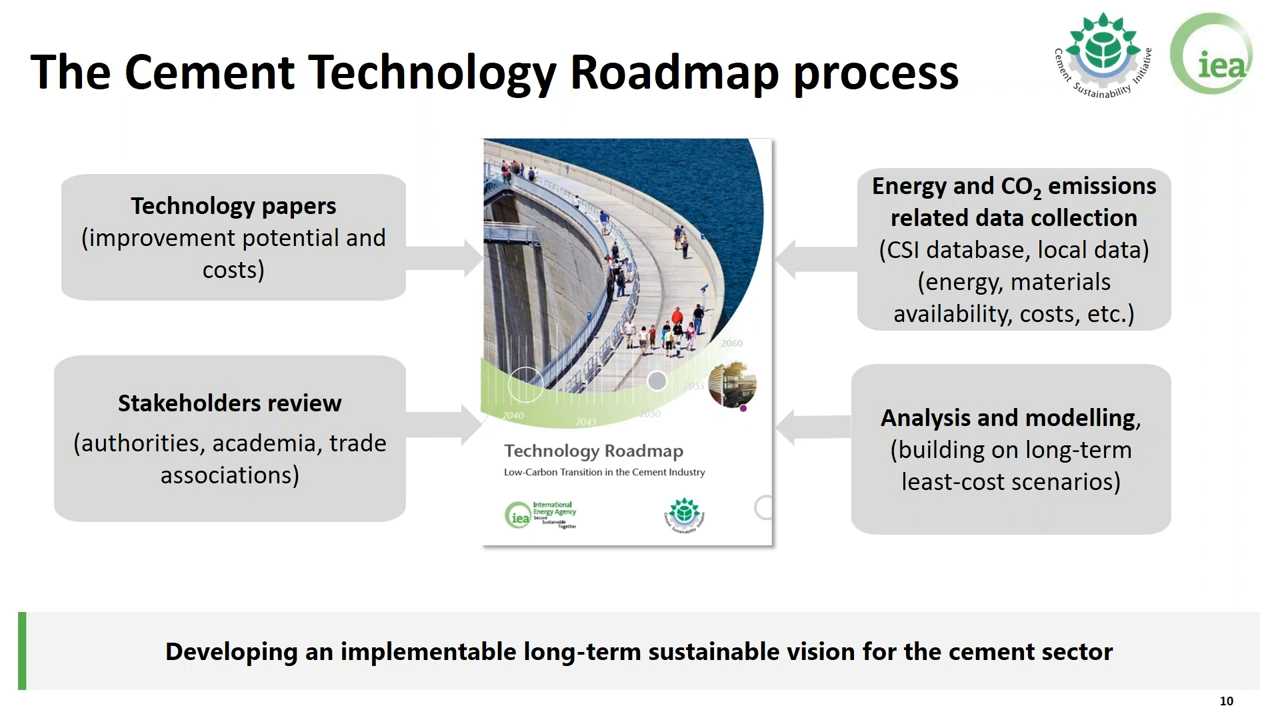 The Cement Technology Roadmap process
Cement Sustainability Initiative
iea
Technology papers
(improvement potential and
costs)
Energy and CO2 emissions
related data collection
(CSI database, local data)
(energy, materials
availability, costs, etc.)
Stakeholders review
(authorities, academia, trade
associations)
Analysis and modelling,
(building on long-term
least-cost scenarios)
2060
2055
2050
2045
2040
Technology Roadmap
Low-Carbon Transition in the Cement Industry
iea
International
Energy Agency
Secure
Sustainable
Together
Cement Sustainability Initiative
Developing an implementable long-term sustainable vision for the cement sector
10